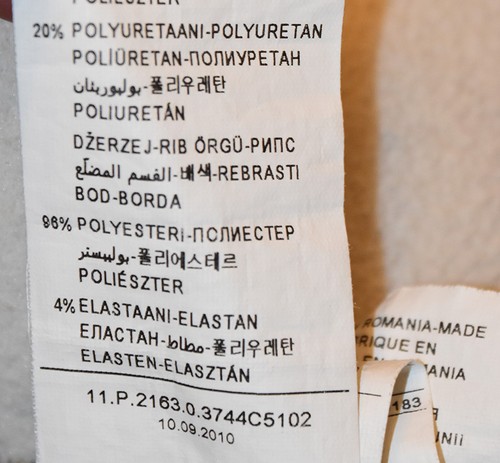 20% POLYURETAANI-POLYURETAN
POLIÜRETAN-ПОЛИУРЕТАН
بوليوريثان-폴리우레탄
POLIURETÁN
DŽERZEJ-RIB ÖRGÜ-РИПС
القسم المضلّع-배색-REBRASTI
BOD-BORDA
96% POLYESTERI-ПОЛИЕСТЕР
بوليستر-폴리에스테르
POLIÉSZTER
4% ELASTAANI-ELASTAN
ЕЛАСТАН-مطاط-폴리우레탄
ELASTEN-ELASZTÁN
11.P.2163.0.3744C5102
10.09.2010
ROMANIA-MADE
EN
183